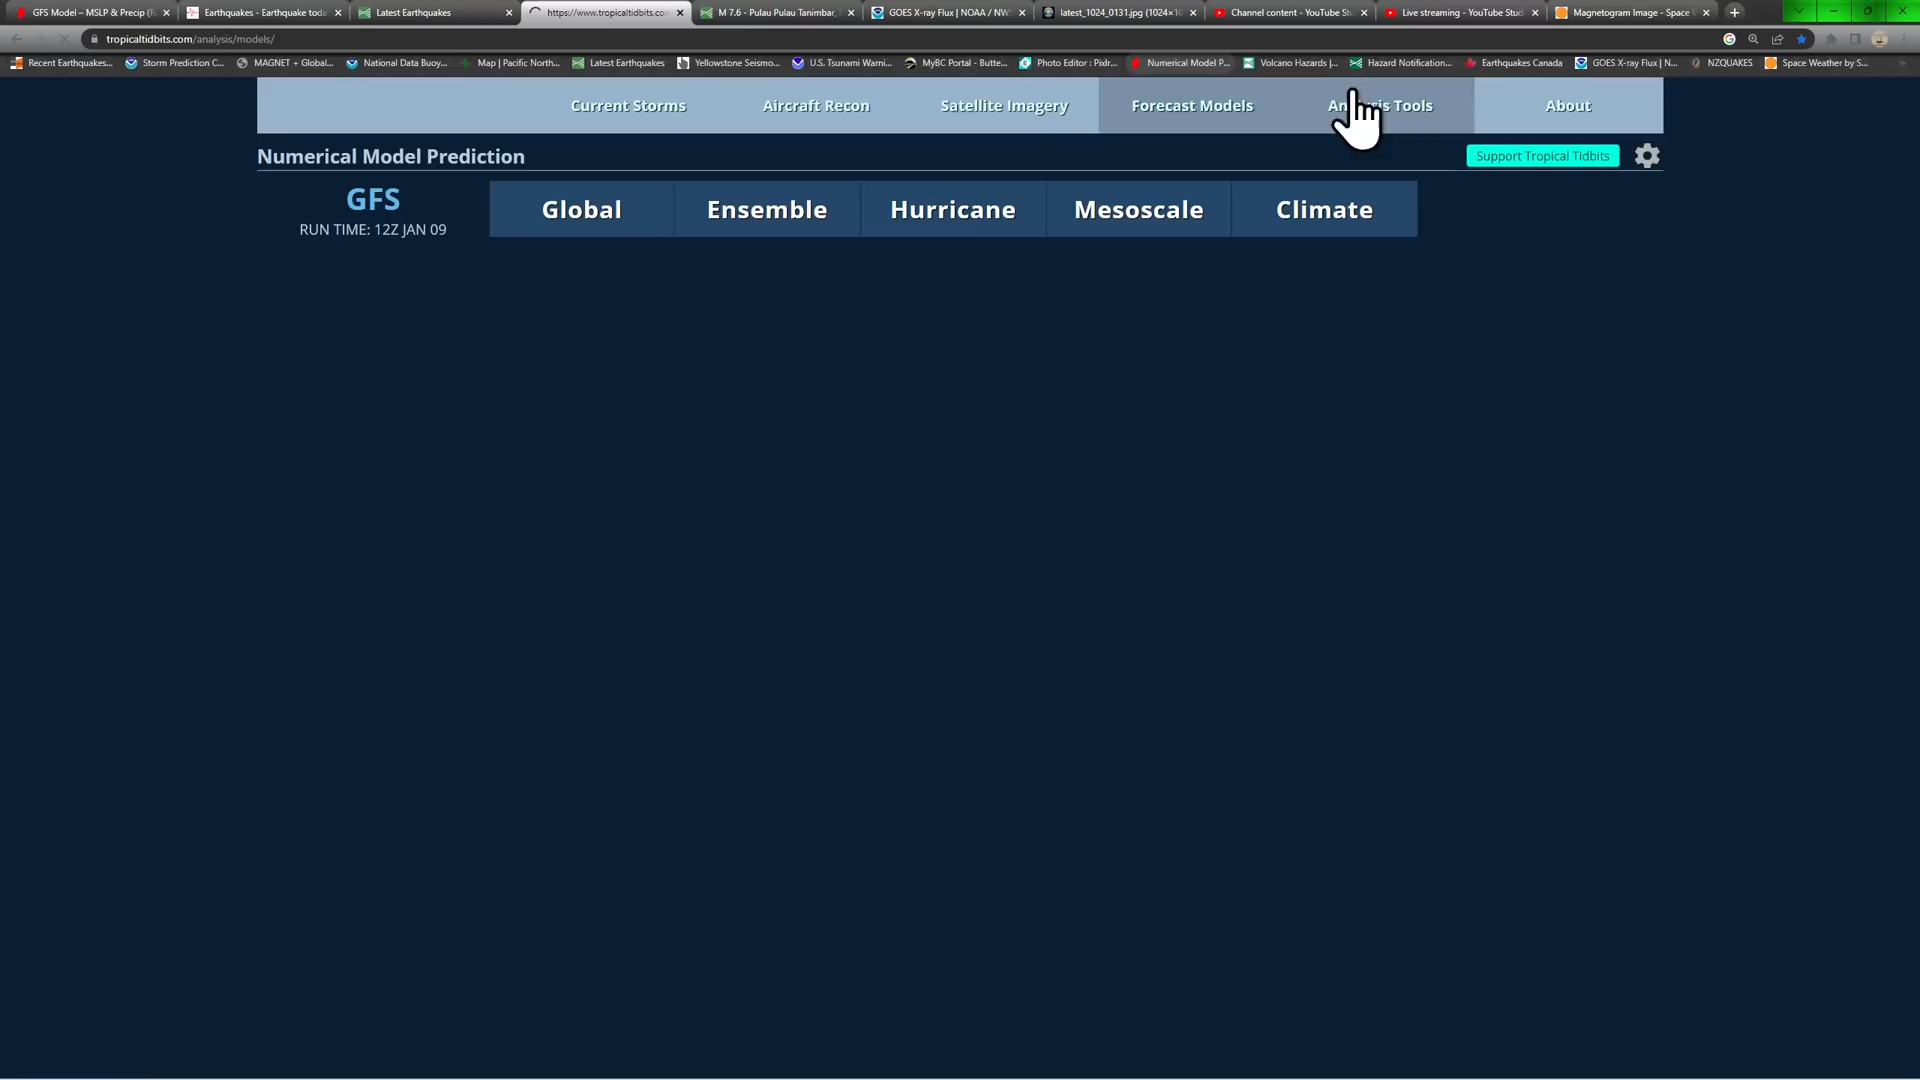 GFS Model – MSLP & Precip (R
Earthquakes - Earthquake toda
Latest Earthquakes
https://www.tropicaltidbits.com
M 7.6 - Pulau Pulau Tanimbar,
GOES X-ray Flux | NOAA / NW
latest_1024_0131.jpg (1024×10
Channel content - YouTube Stu
Live streaming - YouTube Studi
Magnetogram Image - Space
tropicaltidbits.com/analysis/models/
Recent Earthquakes...
Storm Prediction C...
MAGNET + Global...
National Data Buoy...
Map | Pacific North...
Latest Earthquakes
Yellowstone Seismo...
U.S. Tsunami Warni...
MyBC Portal - Butte...
Photo Editor : Pixlr...
Numerical Model P...
Volcano Hazards |...
Hazard Notification...
Earthquakes Canada
GOES X-ray Flux | N...
NZQUAKES
Space Weather by S...
Current Storms
Aircraft Recon
Satellite Imagery
Forecast Models
Tools
About
Numerical Model Prediction
Support Tropical Tidbits
GFS
RUN TIME: 12Z JAN 09
Global
Ensemble
Hurricane
Mesoscale
Climate